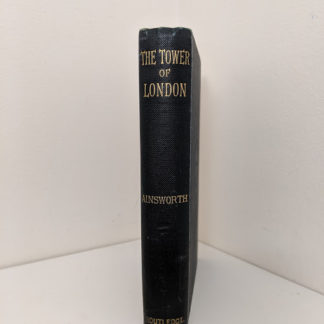 THE TOWER
OF
LONDON
AINSWORTH
ROUTLEDGE